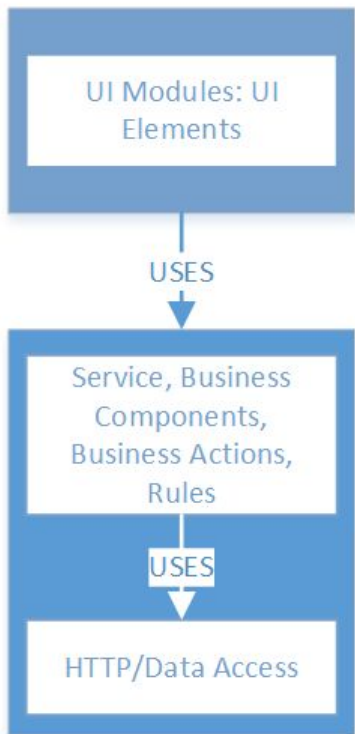 UI Modules: UI
Elements
USES
Service, Business
Components,
Business Actions,
Rules
USES
HTTP/Data Access